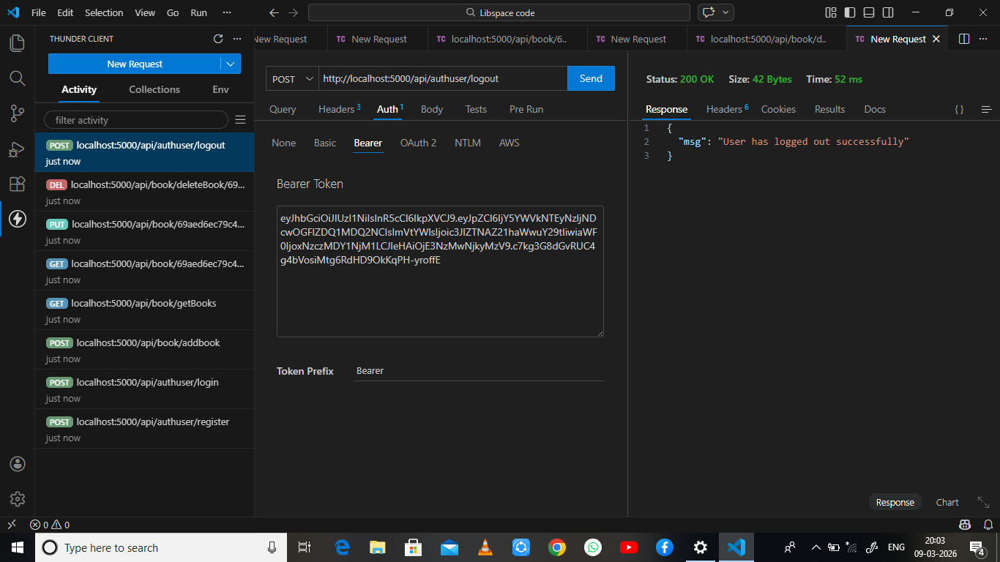 File Edit Selection View Go Run ···
Libspace code
THUNDER CLIENT
New Request
Activity Collections Env
filter activity
POST localhost:5000/api/authuser/logout
just now
DEL localhost:5000/api/book/deleteBook/69...
just now
PUT localhost:5000/api/book/69aed6ec79c4...
just now
GET localhost:5000/api/book/69aed6ec79c4...
just now
GET localhost:5000/api/book/getBooks
just now
POST localhost:5000/api/book/addbook
just now
POST localhost:5000/api/authuser/login
just now
POST localhost:5000/api/authuser/register
just now
New Request TC New Request TC localhost:5000/api/book/6.. TC New Request TC localhost:5000/api/book/d.. TC New Request
POST http://localhost:5000/api/authuser/logout Send
Query Headers 3 Auth 1 Body Tests Pre Run
None Basic Bearer OAuth 2 NTLM AWS
Bearer Token
Token Prefix Bearer
Status: 200 OK Size: 42 Bytes Time: 52 ms
Response Headers 6 Cookies Results Docs { }
1 {
2 "msg": "User has logged out successfully"
3 }
Response Chart
0 0
Type here to search
ENG
20:03
09-03-2026
4